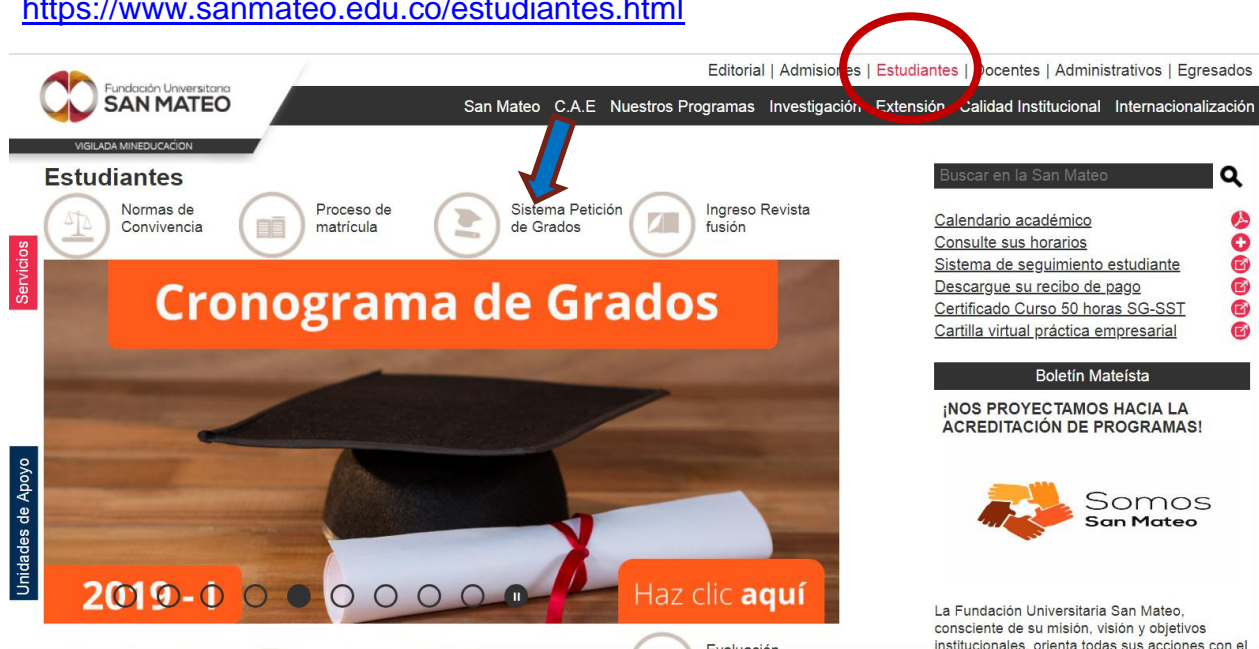 https://www.sanmateo.edu.co/estudiantes.html
Editorial | Admisiones | Estudiantes | Docentes | Administrativos | Egresados
Fundación Universitaria
SAN MATEO
San Mateo C.A.E Nuestros Programas Investigación Extensión Calidad Institucional Internacionalización
VIGILADA MINEDUCACIÓN
Estudiantes
Normas de
Convivencia
Proceso de
matrícula
Sistema Petición
de Grados
Ingreso Revista
fusión
Servicios
Unidades de Apoyo
Cronograma de Grados
2019 - I
Haz clic aquí
Buscar en la San Mateo
Calendario académico
Consulte sus horarios
Sistema de seguimiento estudiante
Descargue su recibo de pago
Certificado Curso 50 horas SG-SST
Cartilla virtual práctica empresarial
Boletín Mateísta
¡NOS PROYECTAMOS HACIA LA
ACREDITACIÓN DE PROGRAMAS!
Somos
San Mateo
La Fundación Universitaria San Mateo,
consciente de su misión, visión y objetivos
institucionales, orienta todas sus acciones con el
Evaluación